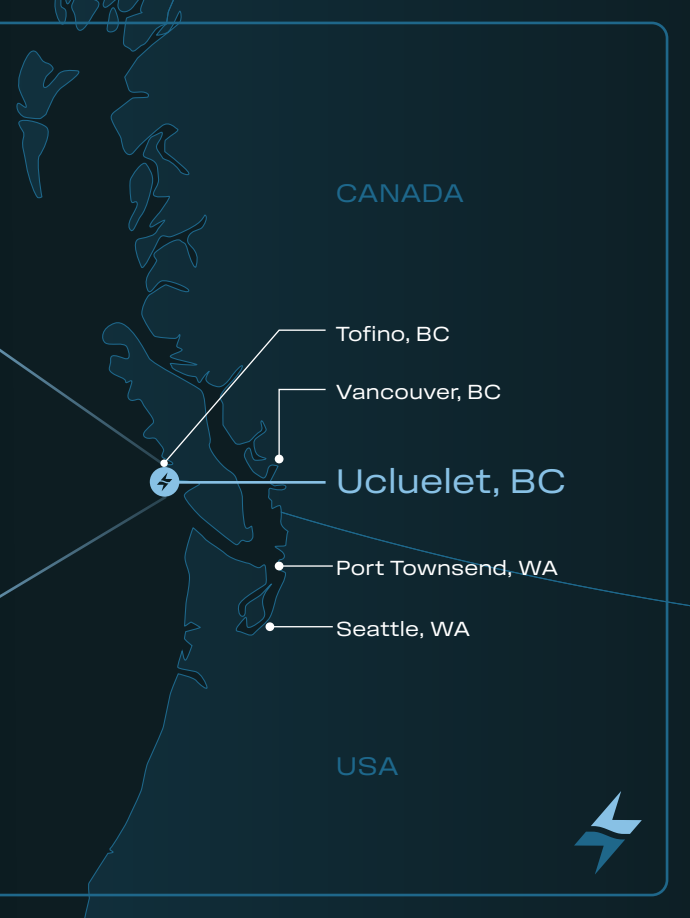 CANADA
Tofino, BC
Vancouver, BC
Ucluelet, BC
Port Townsend, WA
Seattle, WA
USA